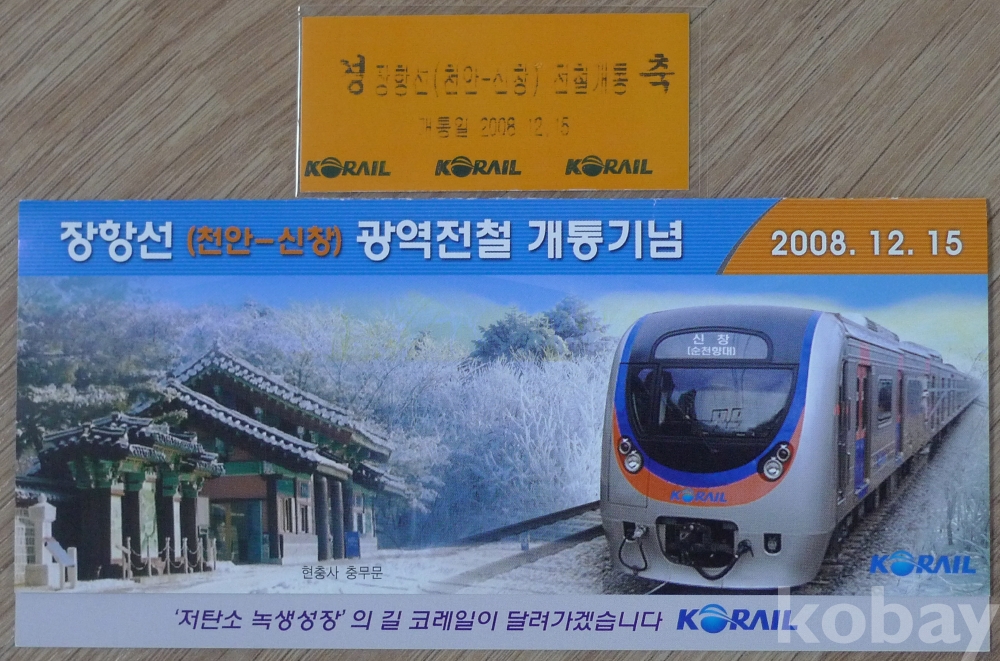 경 장항선(천안-신창) 전철개통 축
개통일 2008.12.15
KORAIL KORAIL KORAIL
장항선 (천안-신창) 광역전철 개통기념 2008. 12. 15
신 창
(순천향대)
KORAIL
KORAIL
현충사 충무문
'저탄소 녹생성장'의 길 코레일이 달려가겠습니다 KORAIL
kobay